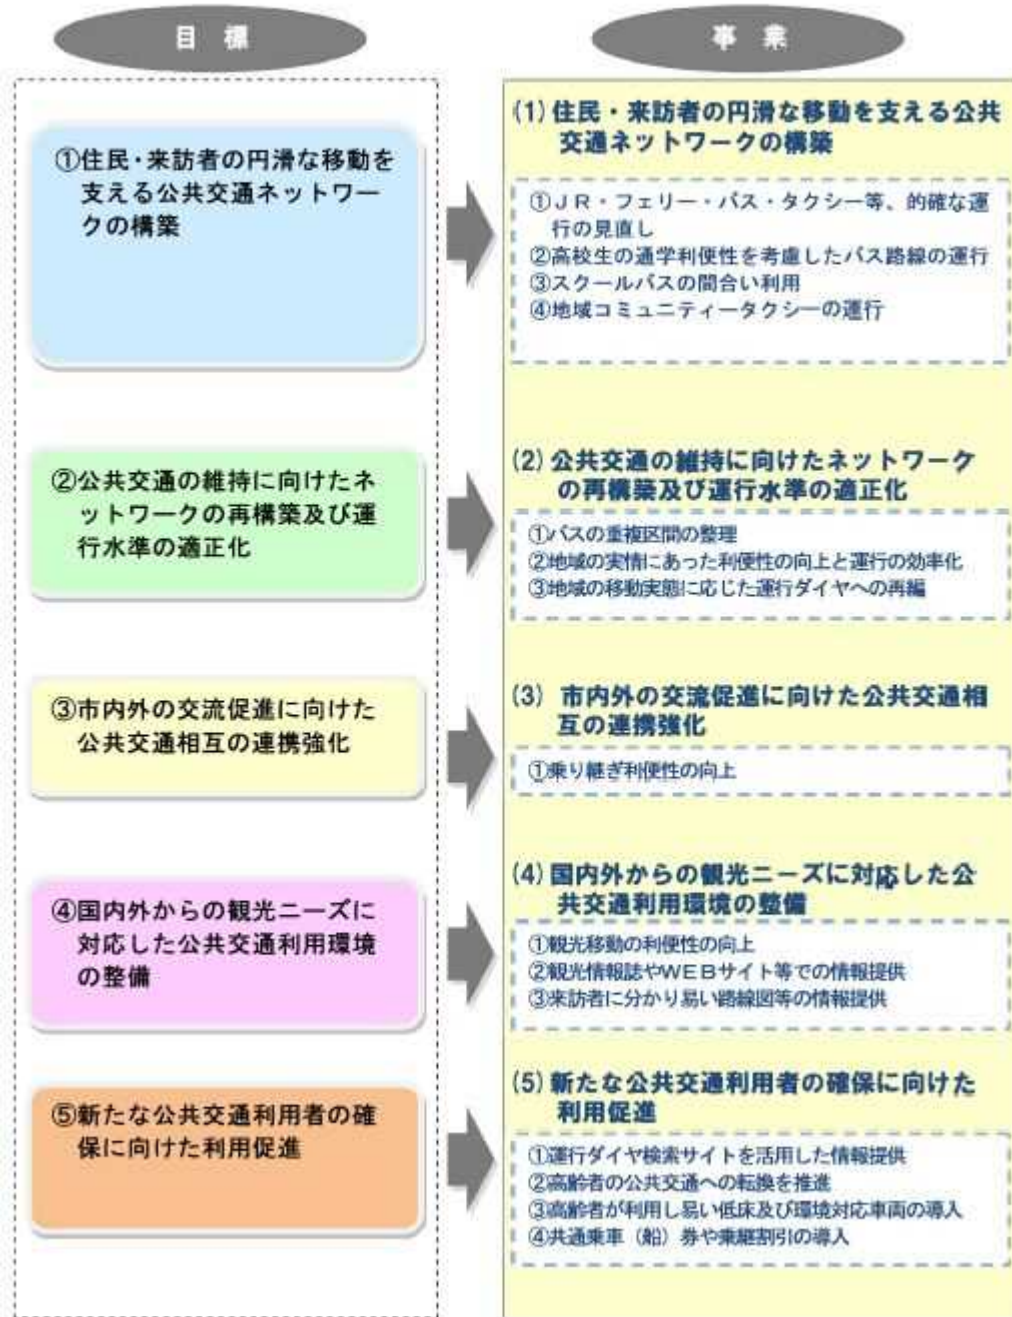 目 標
事 業
①住民・来訪者の円滑な移動を
支える公共交通ネットワー
クの構築
(1)住民・来訪者の円滑な移動を支える公共
交通ネットワークの構築
①ＪＲ・フェリー・バス・タクシー等、的確な運
行の見直し
②高校生の通学利便性を考慮したバス路線の運行
③スクールバスの間合い利用
④地域コミュニティータクシーの運行
②公共交通の維持に向けたネ
ットワークの再構築及び運
行水準の適正化
(2)公共交通の維持に向けたネットワーク
の再構築及び運行水準の適正化
①バスの重複区間の整理
②地域の実情にあった利便性の向上と運行の効率化
③地域の移動実態に応じた運行ダイヤへの再編
③市内外の交流促進に向けた
公共交通相互の連携強化
(3) 市内外の交流促進に向けた公共交通相
互の連携強化
①乗り継ぎ利便性の向上
④国内外からの観光ニーズに
対応した公共交通利用環境
の整備
(4)国内外からの観光ニーズに対応した公
共交通利用環境の整備
①観光移動の利便性の向上
②観光情報誌やＷＥＢサイト等での情報提供
③来訪者に分かり易い路線図等の情報提供
⑤新たな公共交通利用者の確
保に向けた利用促進
(5)新たな公共交通利用者の確保に向けた
利用促進
①運行ダイヤ検索サイトを活用した情報提供
②高齢者の公共交通への転換を推進
③高齢者が利用し易い低床及び環境対応車両の導入
④共通乗車（船）券や乗継割引の導入